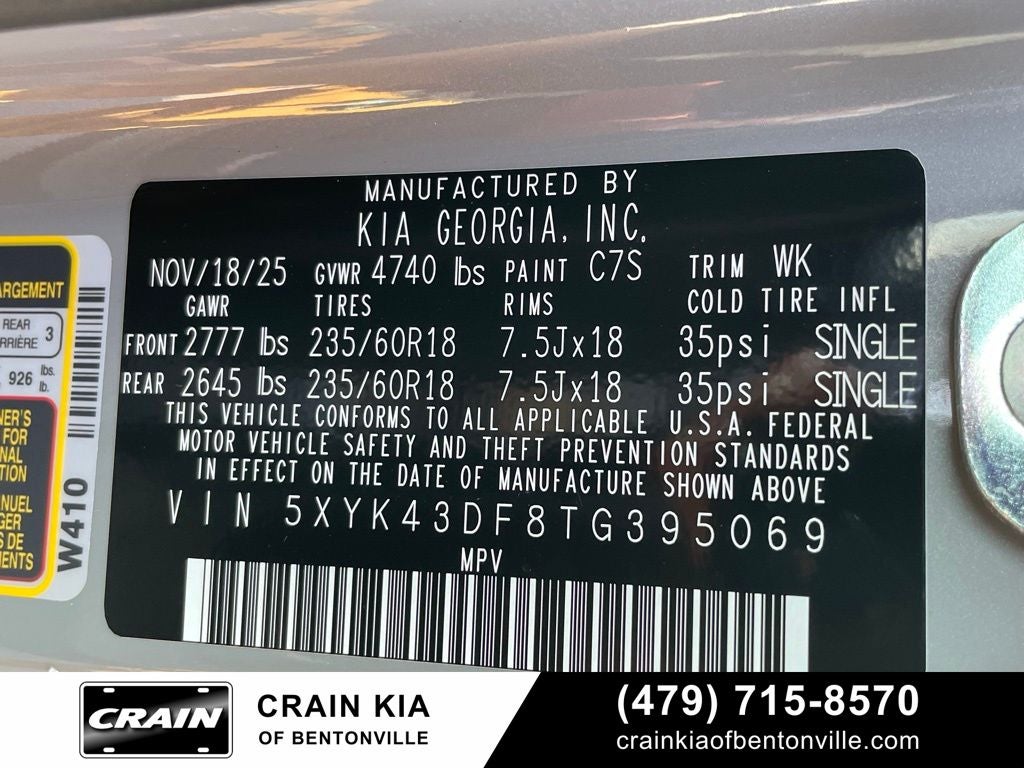 MANUFACTURED BY
KIA GEORGIA, INC.
NOV/18/25 GVWR 4740 lbs PAINT C7S TRIM WK
GAWR TIRES RIMS COLD TIRE INFL
FRONT 2777 lbs 235/60R18 7.5Jx18 35psi SINGLE
REAR 2645 lbs 235/60R18 7.5Jx18 35psi SINGLE
THIS VEHICLE CONFORMS TO ALL APPLICABLE U.S.A. FEDERAL
MOTOR VEHICLE SAFETY AND THEFT PREVENTION STANDARDS
IN EFFECT ON THE DATE OF MANUFACTURE SHOWN ABOVE
VIN 5XYK43DF8TG395069
MPV
REAR 3
926 lbs.
lb.
FOR
W410
CRAIN
CRAIN KIA
OF BENTONVILLE
(479) 715-8570
crainkiaofbentonville.com